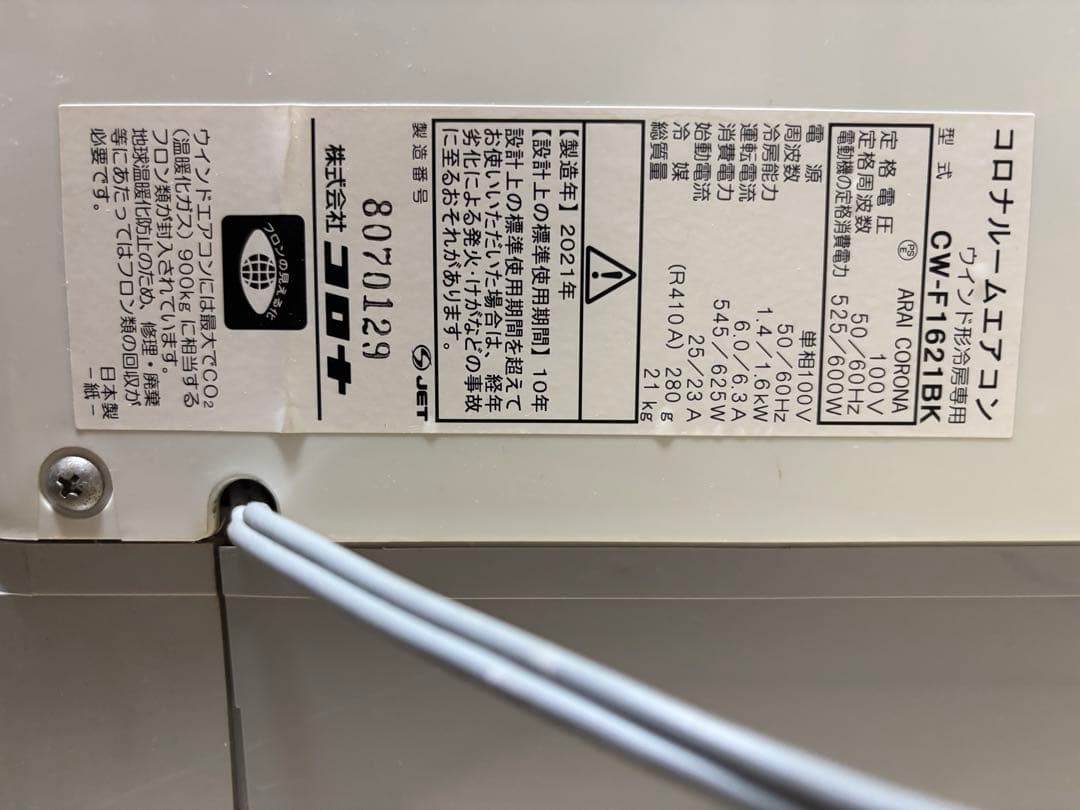 コロナルームエアコン
ウインド形冷房専用
型式 CW-F1621BK
PSE ARAI CORONA
定格電圧 100V
定格周波数 50/60Hz
電動機の定格消費電力 525/600W
電源 単相100V
周波数 50/60Hz
冷房能力 1.4/1.6kW
運転電流 6.0/6.3A
消費電力 545/625W
始動電流 25/23A
冷媒 (R410A) 280g
総質量 21kg
【製造年】2021年
【設計上の標準使用期間】10年
設計上の標準使用期間を超えて
お使いいただいた場合は、経年
劣化による発火・けがなどの事故
に至るおそれがあります。
製造番号 JET
8070129
株式会社コロナ
フロンの見える化
ウインドエアコンには最大でCO₂
(温暖化ガス) 900kgに相当する
フロン類が封入されています。
地球温暖化防止のため、修理・廃棄
等にあたってはフロン類の回収が
必要です。
日本製
-紙-